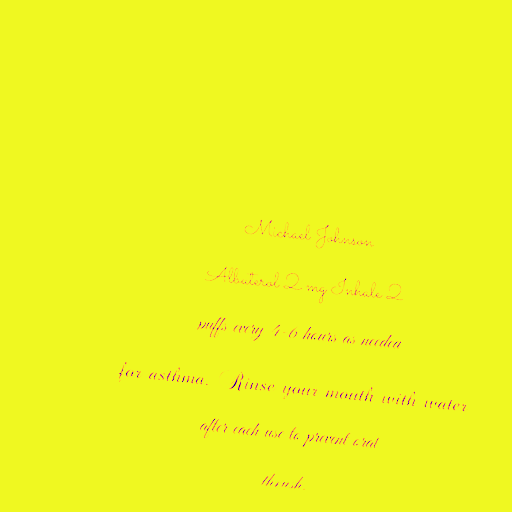 Michael Johnson
Albuterol 2 mg Inhale 2
puffs every 4-6 hours as needed
for asthma. Rinse your mouth with water
after each use to prevent oral
thrush.